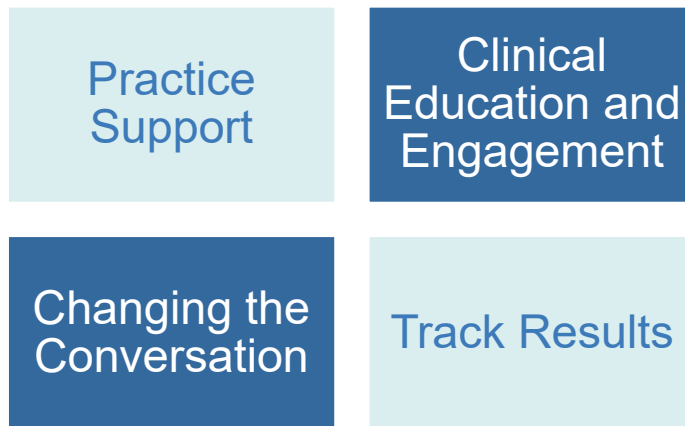 Practice
Support
Clinical
Education and
Engagement
Changing the
Conversation
Track Results